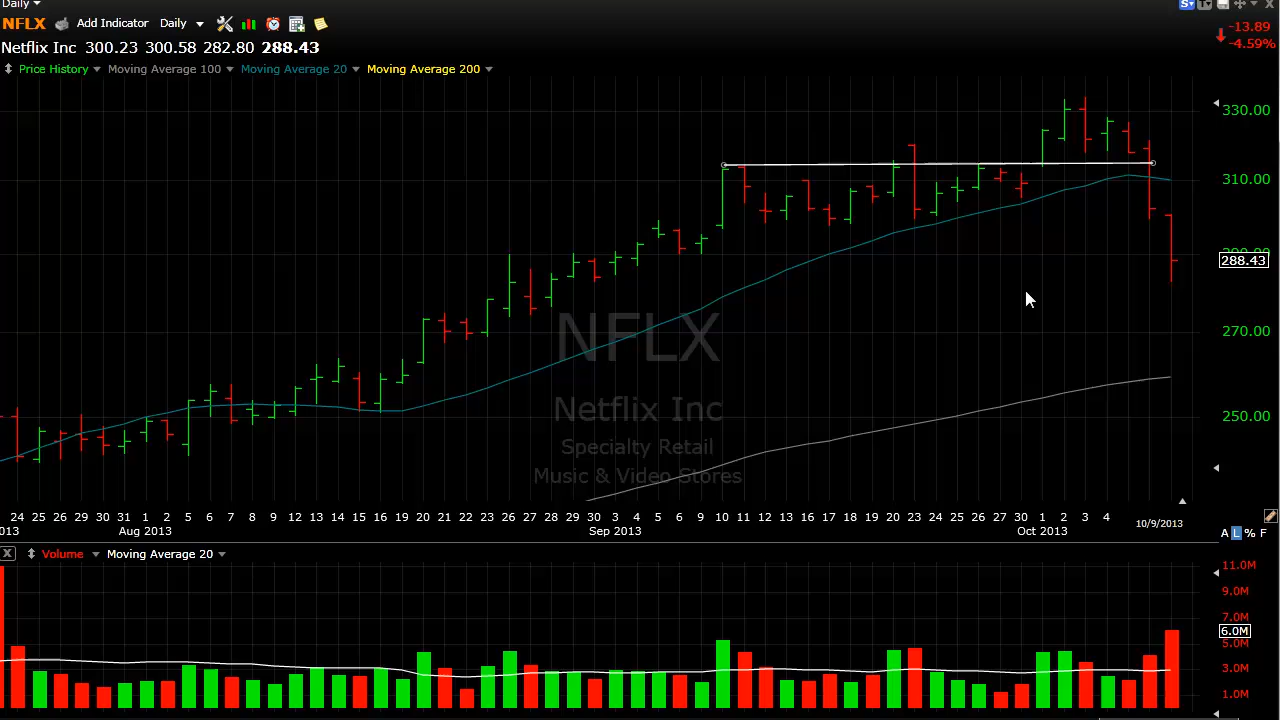 Daily
NFLX Add Indicator Daily
Netflix Inc 300.23 300.58 282.80 288.43
-13.89
-4.59%
Price History Moving Average 100 Moving Average 20 Moving Average 200
330.00
310.00
288.43
270.00
250.00
NFLX
Netflix Inc
Specialty Retail
Music & Video Stores
24 25 26 29 30 31 1 2 5 6 7 8 9 12 13 14 15 16 19 20 21 22 23 26 27 28 29 30 3 4 5 6 9 10 11 12 13 16 17 18 19 20 23 24 25 26 27 30 1 2 3 4 10/9/2013
013 Aug 2013 Sep 2013 Oct 2013
A L % F
X Volume Moving Average 20
11.0M
9.0M
7.0M
6.0M
5.0M
3.0M
1.0M